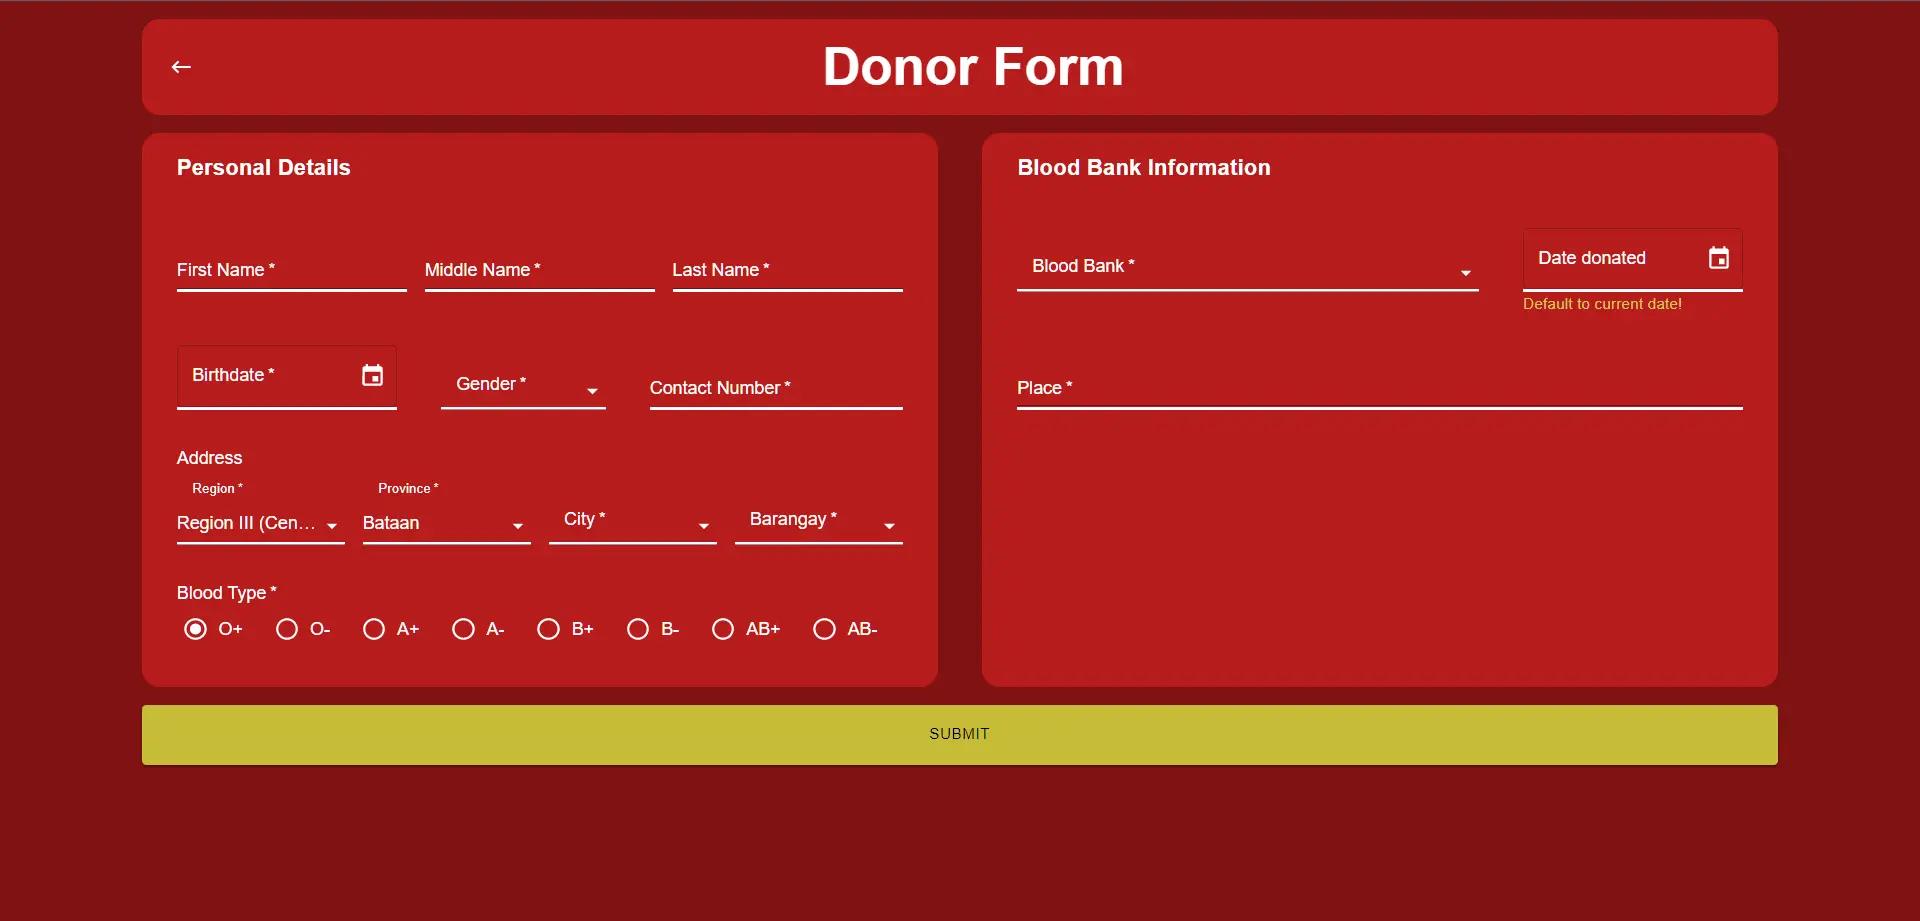 Donor Form
Personal Details
First Name * Middle Name * Last Name *
Birthdate * Gender * Contact Number *
Address
Region * Province *
Region III (Cen... Bataan City * Barangay *
Blood Type *
O+ O- A+ A- B+ B- AB+ AB-
Blood Bank Information
Blood Bank * Date donated
Default to current date!
Place *
SUBMIT